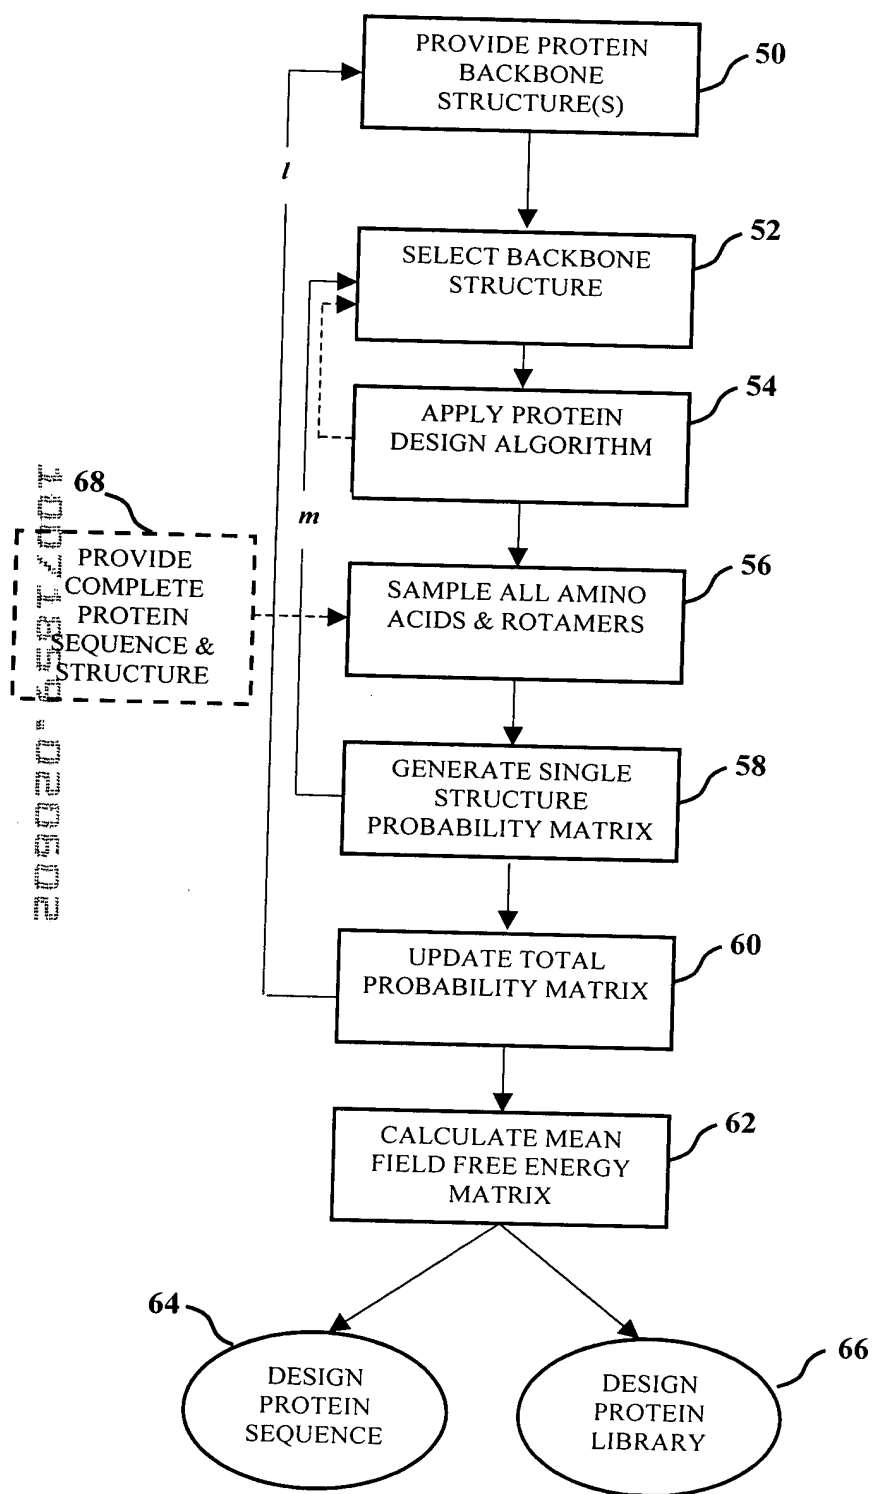 PROVIDE PROTEIN
BACKBONE
STRUCTURE(S)
50
l
SELECT BACKBONE
STRUCTURE
52
APPLY PROTEIN
DESIGN ALGORITHM
54
m
68
PROVIDE
COMPLETE
PROTEIN
SEQUENCE &
STRUCTURE
SAMPLE ALL AMINO
ACIDS & ROTAMERS
56
GENERATE SINGLE
STRUCTURE
PROBABILITY MATRIX
58
UPDATE TOTAL
PROBABILITY MATRIX
60
CALCULATE MEAN
FIELD FREE ENERGY
MATRIX
62
64
DESIGN
PROTEIN
SEQUENCE
66
DESIGN
PROTEIN
LIBRARY